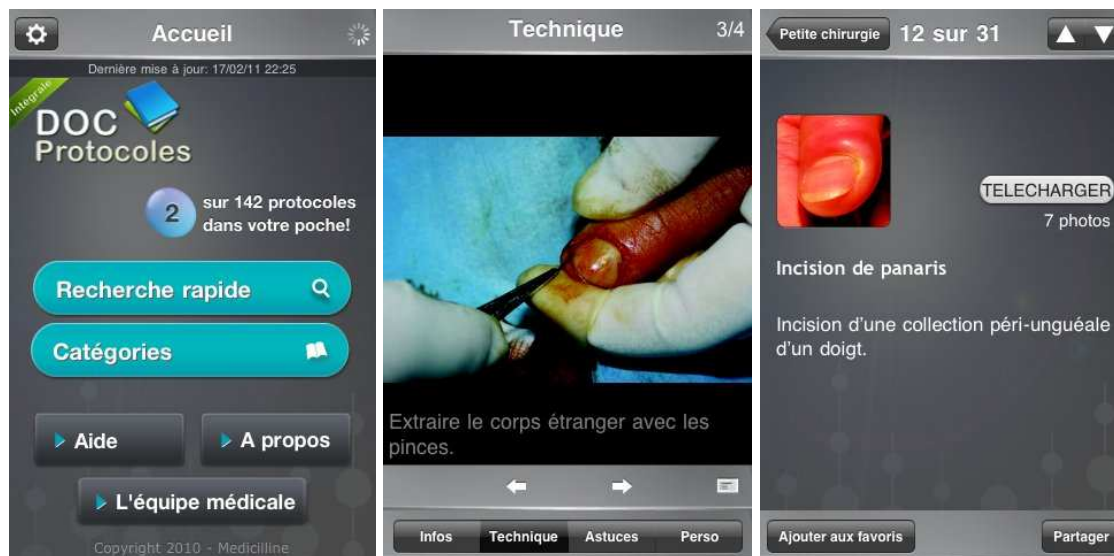 Accueil
Dernière mise à jour: 17/02/11 22:25
Integrale
DOC
Protocoles
2
sur 142 protocoles
dans votre poche!
Recherche rapide
Catégories
Aide
A propos
L'équipe médicale
Copyright 2010 - Medicilline
Technique
3/4
Extraire le corps étranger avec les
pinces.
Infos
Technique
Astuces
Perso
Petite chirurgie
12 sur 31
TELECHARGER
7 photos
Incision de panaris
Incision d'une collection péri-unguéale
d'un doigt.
Ajouter aux favoris
Partager